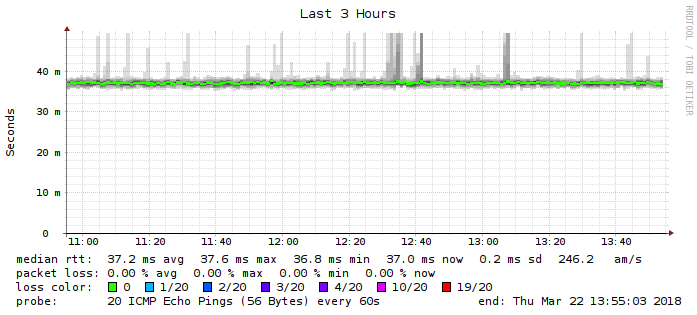 Last 3 Hours
RRDTOOL / TOBI OETIKER
Seconds
40 m
30 m
20 m
10 m
0
11:00 11:20 11:40 12:00 12:20 12:40 13:00 13:20 13:40
median rtt: 37.2 ms avg 37.6 ms max 36.8 ms min 37.0 ms now 0.2 ms sd 246.2 am/s
packet loss: 0.00 % avg 0.00 % max 0.00 % min 0.00 % now
loss color: 0 1/20 2/20 3/20 4/20 10/20 19/20
probe: 20 ICMP Echo Pings (56 Bytes) every 60s end: Thu Mar 22 13:55:03 2018